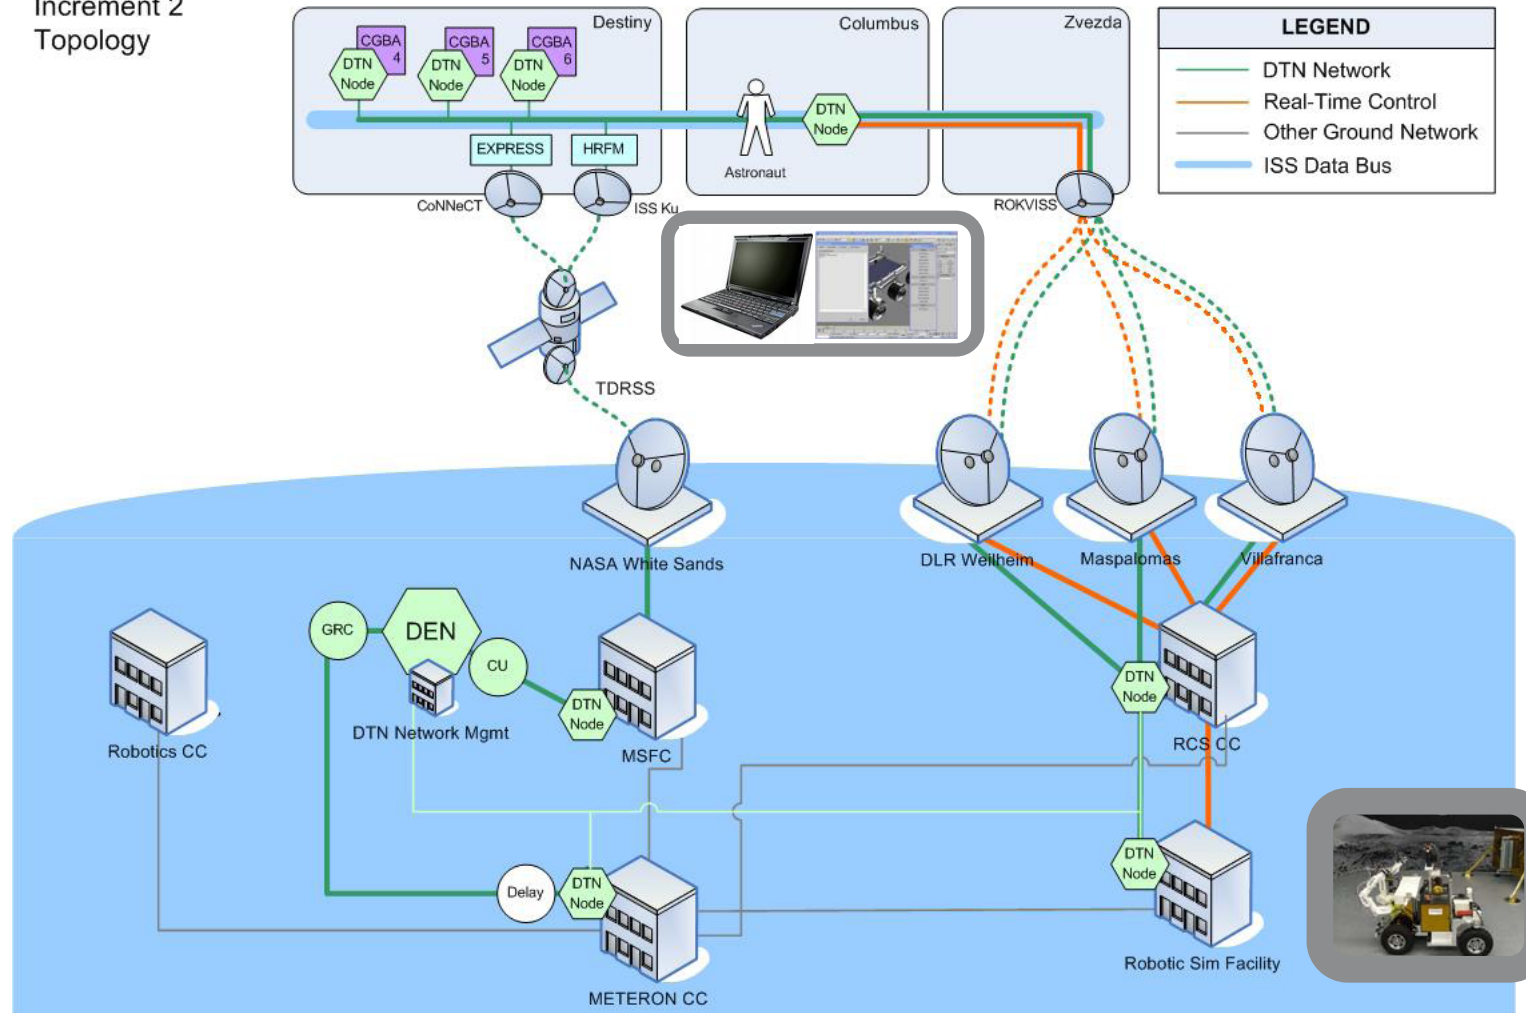 Increment 2
Topology
Destiny
Columbus
Zvezda
LEGEND
DTN Network
Real-Time Control
Other Ground Network
ISS Data Bus
CGBA
4
CGBA
5
CGBA
6
DTN
Node
DTN
Node
DTN
Node
DTN
Node
EXPRESS
HRFM
Astronaut
CoNNeCT
ISS Ku
ROKVISS
TDRSS
NASA White Sands
DLR Weilheim
Maspalomas
Villafranca
GRC
DEN
CU
DTN
Node
DTN
Node
DTN Network Mgmt
Robotics CC
MSFC
RCS CC
Delay
DTN
Node
DTN
Node
Robotic Sim Facility
METERON CC